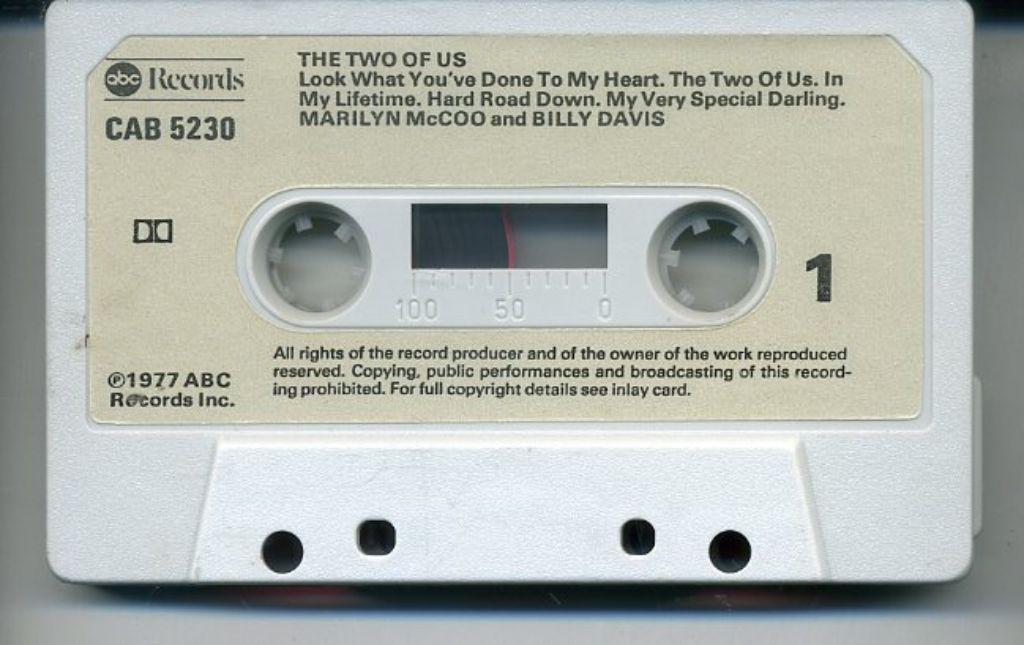 abc Records
CAB 5230
THE TWO OF US
Look What You've Done To My Heart. The Two Of Us. In
My Lifetime. Hard Road Down. My Very Special Darling.
MARILYN McCOO and BILLY DAVIS
1
100 50 0
All rights of the record producer and of the owner of the work reproduced
reserved. Copying, public performances and broadcasting of this record-
ing prohibited. For full copyright details see inlay card.
℗1977 ABC
Records Inc.